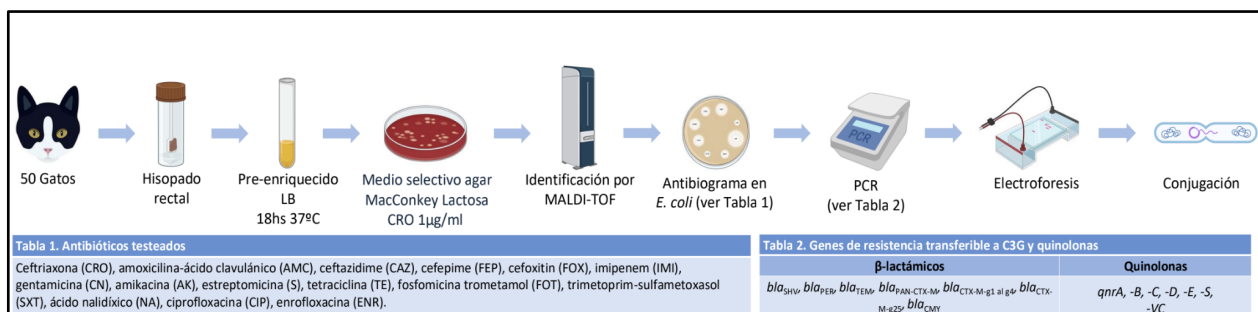 50 Gatos
Hisopado
rectal
Pre-enriquecido
LB
18hs 37ºC
Medio selectivo agar
MacConkey Lactosa
CRO 1µg/ml
Identificación por
MALDI-TOF
Antibiograma en
E. coli (ver Tabla 1)
PCR
PCR
(ver Tabla 2)
Electroforesis
Conjugación
Tabla 1. Antibióticos testeados
Ceftriaxona (CRO), amoxicilina-ácido clavulánico (AMC), ceftazidime (CAZ), cefepime (FEP), cefoxitin (FOX), imipenem (IMI),
gentamicina (CN), amikacina (AK), estreptomicina (S), tetraciclina (TE), fosfomicina trometamol (FOT), trimetoprim-sulfametoxasol
(SXT), ácido nalidíxico (NA), ciprofloxacina (CIP), enrofloxacina (ENR).
Tabla 2. Genes de resistencia transferible a C3G y quinolonas
β-lactámicos
Quinolonas
blaSHV, blaPER, blaTEM, blaPAN-CTX-M, blaCTX-M-g1 al g4, blaCTX-
M-g25, blaCMY
qnrA, -B, -C, -D, -E, -S,
-VC